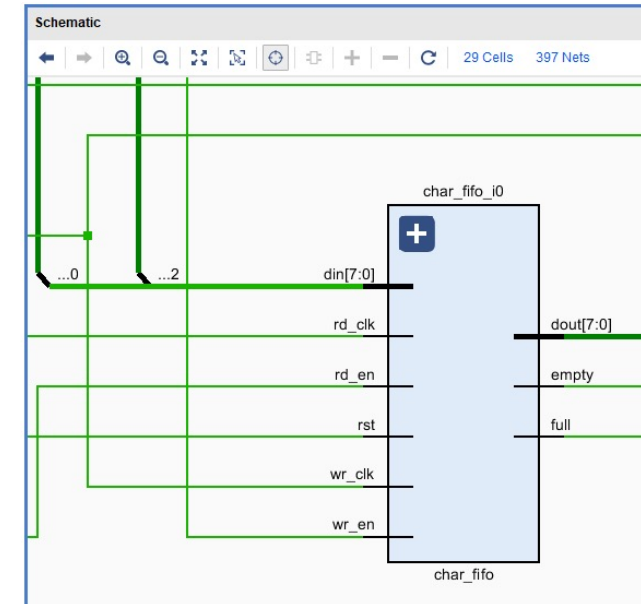 Schematic
29 Cells 397 Nets
char_fifo_i0
...0 ...2 din[7:0]
rd_clk dout[7:0]
rd_en empty
rst full
wr_clk
wr_en
char_fifo